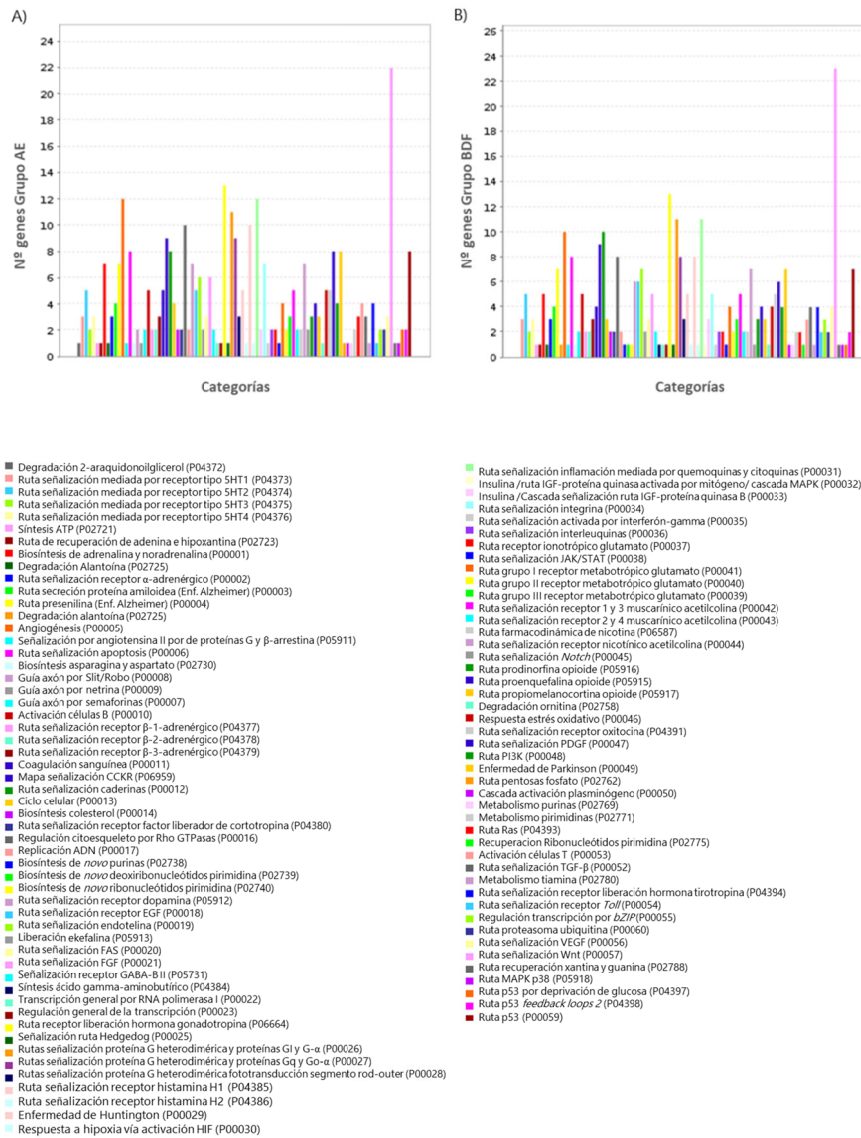 A)
24
22
20
18
16
14
12
10
8
6
4
2
0
Nº genes Grupo AE
Categorías
B)
26
24
22
20
18
16
14
12
10
8
6
4
2
0
Nº genes Grupo BDF
Categorías
Degradación 2-araquidonoilglicerol (P04372)
Ruta señalización mediada por receptor tipo 5HT1 (P04373)
Ruta señalización mediada por receptor tipo 5HT2 (P04374)
Ruta señalización mediada por receptor tipo 5HT3 (P04375)
Ruta señalización mediada por receptor tipo 5HT4 (P04376)
Síntesis ATP (P02721)
Ruta de recuperación de adenina e hipoxantina (P02723)
Biosíntesis de adrenalina y noradrenalina (P00001)
Degradación Alantoína (P02725)
Ruta señalización receptor α-adrenérgico (P00002)
Ruta secreción proteína amiloidea (Enf. Alzheimer) (P00003)
Ruta presenilina (Enf. Alzheimer) (P0004)
Degradación alantoína (P02725)
Angiogénesis (P00005)
Señalización por angiotensina II por de proteínas G y β-arrestina (P05911)
Ruta señalización apoptosis (P00006)
Biosíntesis asparagina y aspartato (P02730)
Guía axón por Slit/Robo (P00008)
Guía axón por netrina (P00009)
Guía axón por semaforinas (P00007)
Activación células B (P00010)
Ruta señalización receptor β-1-adrenérgico (P04377)
Ruta señalización receptor β-2-adrenérgico (P04378)
Ruta señalización receptor β-3-adrenérgico (P04379)
Coagulación sanguínea (P00011)
Mapa señalización CCKR (P06959)
Ruta señalización caderinas (P00012)
Ciclo celular (P00013)
Biosíntesis colesterol (P00014)
Ruta señalización receptor factor liberador de cortotropina (P04380)
Regulación citoesqueleto por Rho GTPasas (P00016)
Replicación ADN (P00017)
Biosíntesis de novo purinas (P02738)
Biosíntesis de novo deoxiribonucleótidos pirimidina (P02739)
Biosíntesis de novo ribonucleótidos pirimidina (P02740)
Ruta señalización receptor dopamina (P05912)
Ruta señalización receptor EGF (P00018)
Ruta señalización endotelina (P00019)
Liberación ekefalina (P05913)
Ruta señalización FAS (P00020)
Ruta señalización FGF (P00021)
Señalización receptor GABA-B II (P05731)
Síntesis ácido gamma-aminobutírico (P04384)
Transcripción general por RNA polimerasa I (P00022)
Regulación general de la transcripción (P00023)
Ruta receptor liberación hormona gonadotropina (P06664)
Señalización ruta Hedgedog (P00025)
Rutas señalización proteína G heterodimérica y proteínas GI y G-α (P00026)
Rutas señalización proteína G heterodimérica y proteínas Gq y Go-α (P00027)
Rutas señalización proteína G heterodimérica fototransducción segmento rod-outer (P00028)
Ruta señalización receptor histamina H1 (P04385)
Ruta señalización receptor histamina H2 (P04386)
Enfermedad de Huntington (P00029)
Respuesta a hipoxia vía activación HIF (P00030)
Ruta señalización inflamación mediada por quemoquinas y citoquinas (P00031)
Insulina /ruta IGF-proteína quinasa activada por mitógeno/ cascada MAPK (P00032)
Insulina /Cascada señalización ruta IGF-proteína quinasa B (P00033)
Ruta señalización integrina (P00034)
Ruta señalización activada por interferón-gamma (P00035)
Ruta señalización interleuquinas (P00036)
Ruta receptor ionotrópico glutamato (P00037)
Ruta señalización JAK/STAT (P00038)
Ruta grupo I receptor metabotrópico glutamato (P00041)
Ruta grupo II receptor metabotrópico glutamato (P00040)
Ruta grupo III receptor metabotrópico glutamato (P00039)
Ruta señalización receptor 1 y 3 muscarínico acetilcolina (P00042)
Ruta señalización receptor 2 y 4 muscarínico acetilcolina (P00043)
Ruta farmacodinámica de nicotina (P06587)
Ruta señalización receptor nicotínico acetilcolina (P00044)
Ruta señalización Notch (P00045)
Ruta prodinorfina opioide (P05916)
Ruta proenquefalina opioide (P05915)
Ruta propiomelanocortina opioide (P05917)
Degradación ornitina (P02758)
Respuesta estrés oxidativo (P00046)
Ruta señalización receptor oxitocina (P04391)
Ruta señalización PDGF (P00047)
Ruta PI3K (P00048)
Enfermedad de Parkinson (P00049)
Ruta pentosas fosfato (P02762)
Cascada activación plasminógeno (P00050)
Metabolismo purinas (P02769)
Metabolismo pirimidinas (P02771)
Ruta Ras (P04393)
Recuperacion Ribonucleótidos pirimidina (P02775)
Activación células T (P00053)
Ruta señalización TGF-β (P00052)
Metabolismo tiamina (P02780)
Ruta señalización receptor liberación hormona tirotropina (P04394)
Ruta señalización receptor Toll (P00054)
Regulación transcripción por bZIP (P00055)
Ruta proteasoma ubiquitina (P00060)
Ruta señalización VEGF (P00056)
Ruta señalización Wnt (P00057)
Ruta recuperación xantina y guanina (P02788)
Ruta MAPK p38 (P05918)
Ruta p53 por deprivación de glucosa (P04397)
Ruta p53 feedback loops 2 (P04398)
Ruta p53 (P00059)